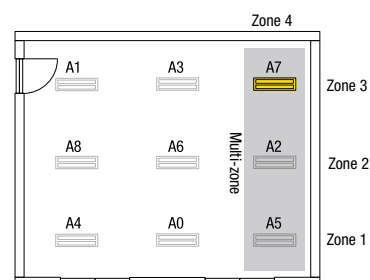 Zone 4
A1 A3 A7
Zone 3
A8 A6 A2
Zone 2
Multi-zone
A4 A0 A5
Zone 1